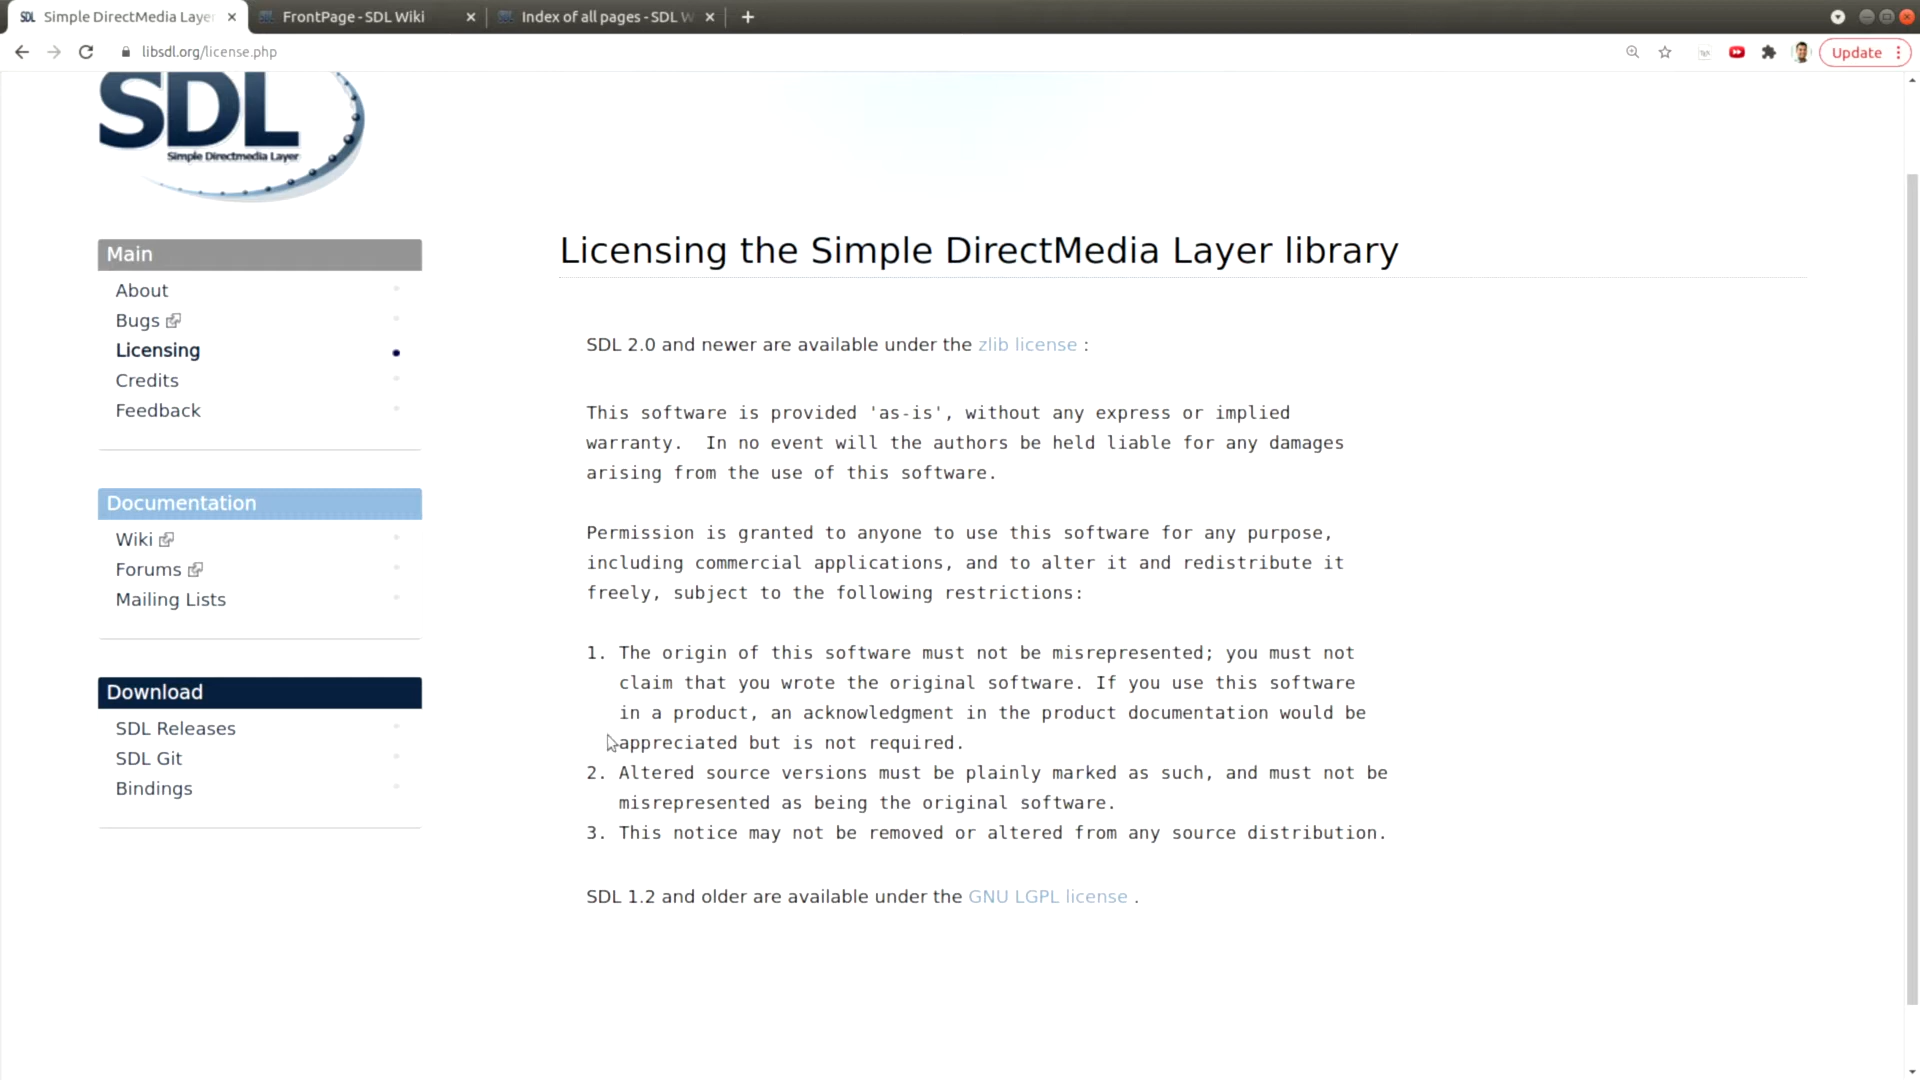 Simple DirectMedia Laye
FrontPage - SDL Wiki
Index of all pages - SDL W
libsdl.org/license.php
Update
SDL
Simple Directmedia Layer
Main
About
Bugs
Licensing
Credits
Feedback
Documentation
Wiki
Forums
Mailing Lists
Download
SDL Releases
SDL Git
Bindings
Licensing the Simple DirectMedia Layer library
SDL 2.0 and newer are available under the zlib license :
This software is provided 'as-is', without any express or implied
warranty.  In no event will the authors be held liable for any damages
arising from the use of this software.
Permission is granted to anyone to use this software for any purpose,
including commercial applications, and to alter it and redistribute it
freely, subject to the following restrictions:
1. The origin of this software must not be misrepresented; you must not
claim that you wrote the original software. If you use this software
in a product, an acknowledgment in the product documentation would be
appreciated but is not required.
2. Altered source versions must be plainly marked as such, and must not be
misrepresented as being the original software.
3. This notice may not be removed or altered from any source distribution.
SDL 1.2 and older are available under the GNU LGPL license .